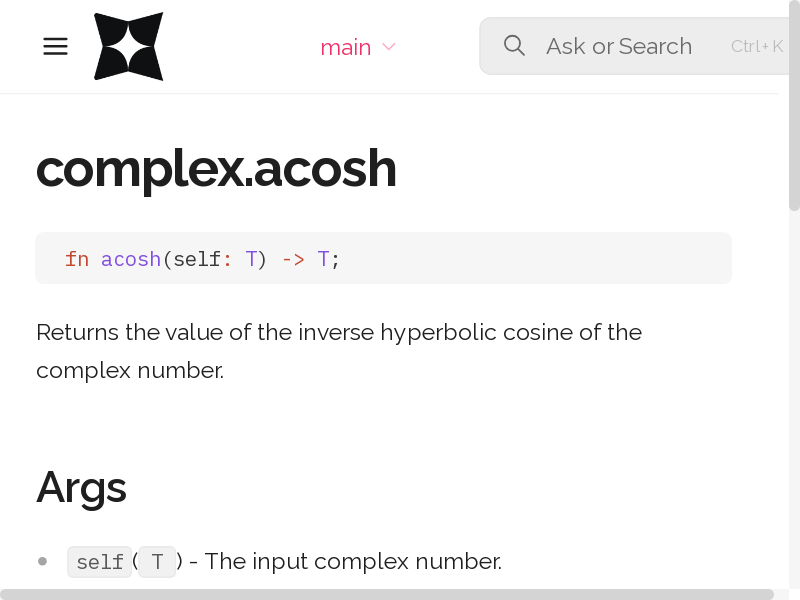 main
Ask or Search
Ctrl+K
complex.acosh
fn acosh(self: T) -> T;
Returns the value of the inverse hyperbolic cosine of the
complex number.
Args
self(T) - The input complex number.